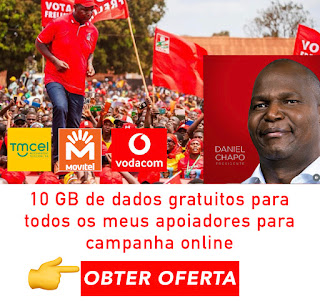 VOTA
FRELI
tmcel
Movitel
vodacom
DANIEL
CHAPO
PRESIDENTE
10 GB de dados gratuitos para
todos os meus apoiadores para
campanha online
OBTER OFERTA